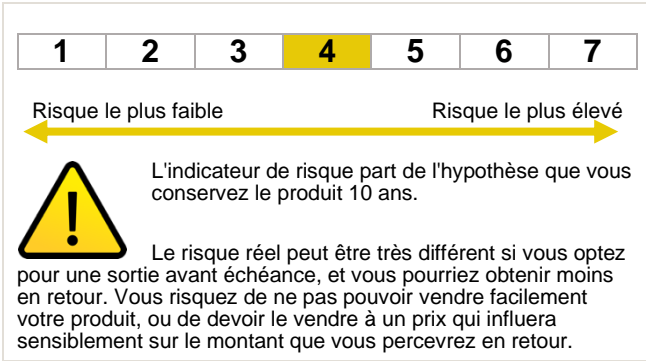 1 2 3 4 5 6 7
Risque le plus faible Risque le plus élevé
L'indicateur de risque part de l'hypothèse que vous
conservez le produit 10 ans.
Le risque réel peut être très différent si vous optez
pour une sortie avant échéance, et vous pourriez obtenir moins
en retour. Vous risquez de ne pas pouvoir vendre facilement
votre produit, ou de devoir le vendre à un prix qui influera
sensiblement sur le montant que vous percevrez en retour.